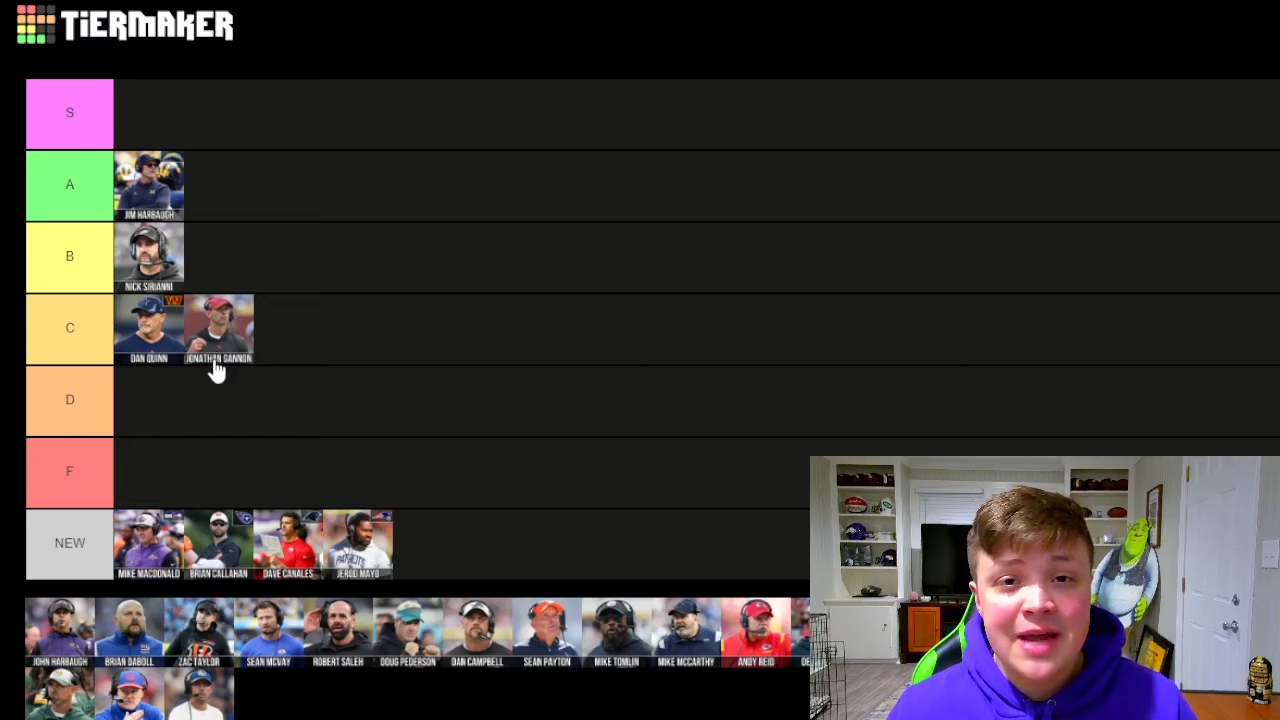 TiERMAKER
S
A
JIM HARBAUGH
B
NICK SIRIANNI
C
DAN QUINN JONATHAN GANNON
D
F
NEW
MIKE MACDONALD BRIAN CALLAHAN DAVE CANALES JEROD MAYO
JOHN HARBAUGH BRIAN DABOLL ZAC TAYLOR SEAN MCVAY ROBERT SALEH DOUG PEDERSON DAN CAMPBELL SEAN PAYTON MIKE TOMLIN MIKE MCCARTHY ANDY REID DE